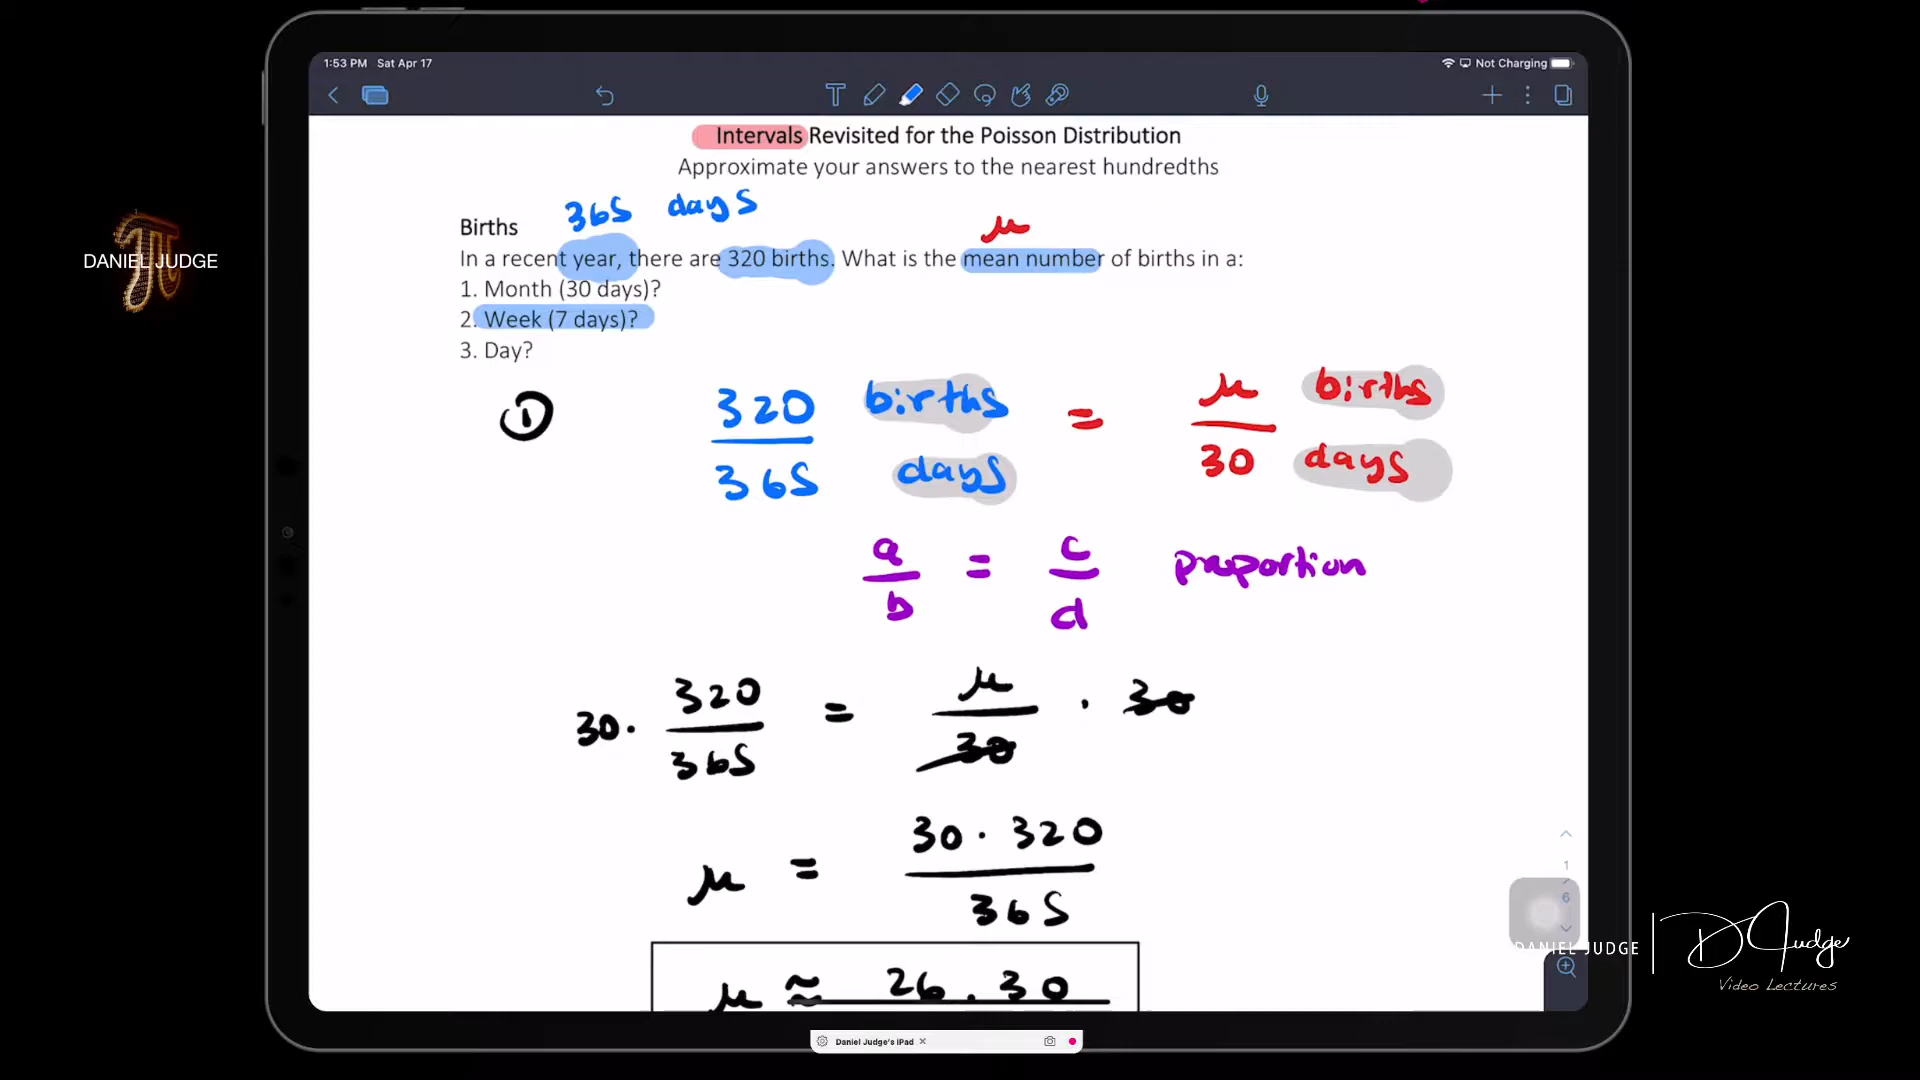 1:53 PM Sat Apr 17
Not Charging
Intervals Revisited for the Poisson Distribution
Approximate your answers to the nearest hundredths
365 days
μ
Births
In a recent year, there are 320 births. What is the mean number of births in a:
1. Month (30 days)?
2. Week (7 days)?
3. Day?
① 320/365 births/days = μ/30 births/days
a/b = c/d proportion
30 · 320/365 = μ/30 · 30
μ = 30 · 320/365
μ ≈ 26.30
1
6
DANIEL JUDGE
DANIEL JUDGE
DJudge
Video Lectures
Daniel Judge's iPad